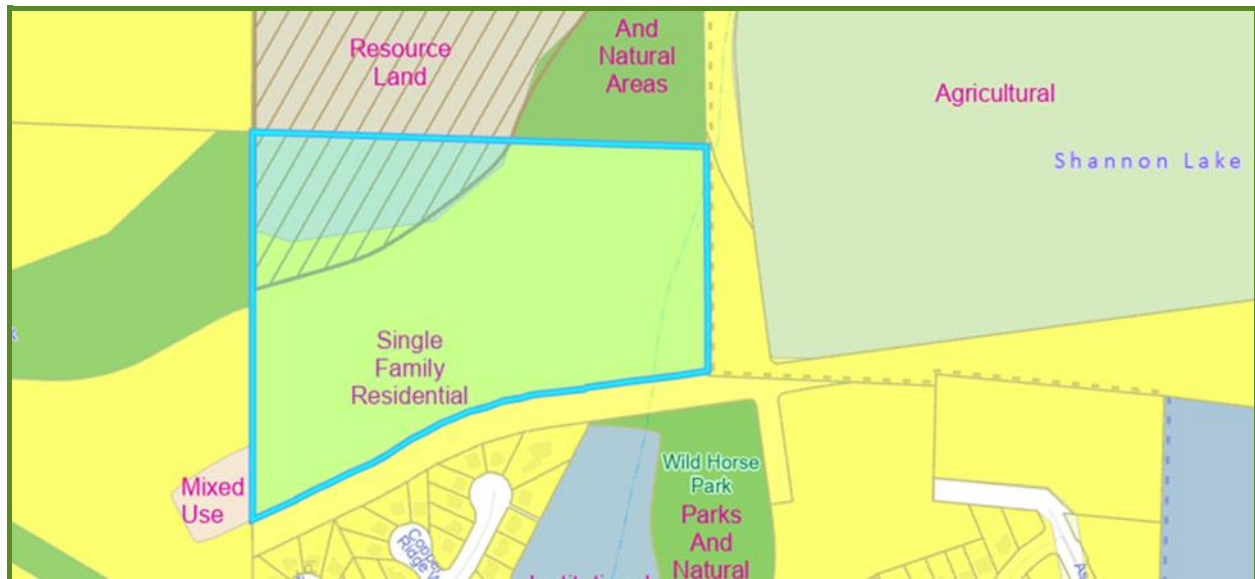 Resource
Land
And
Natural
Areas
Agricultural
Shannon Lake
Single
Family
Residential
Mixed
Use
Wild Horse
Park
Parks
And
Natural